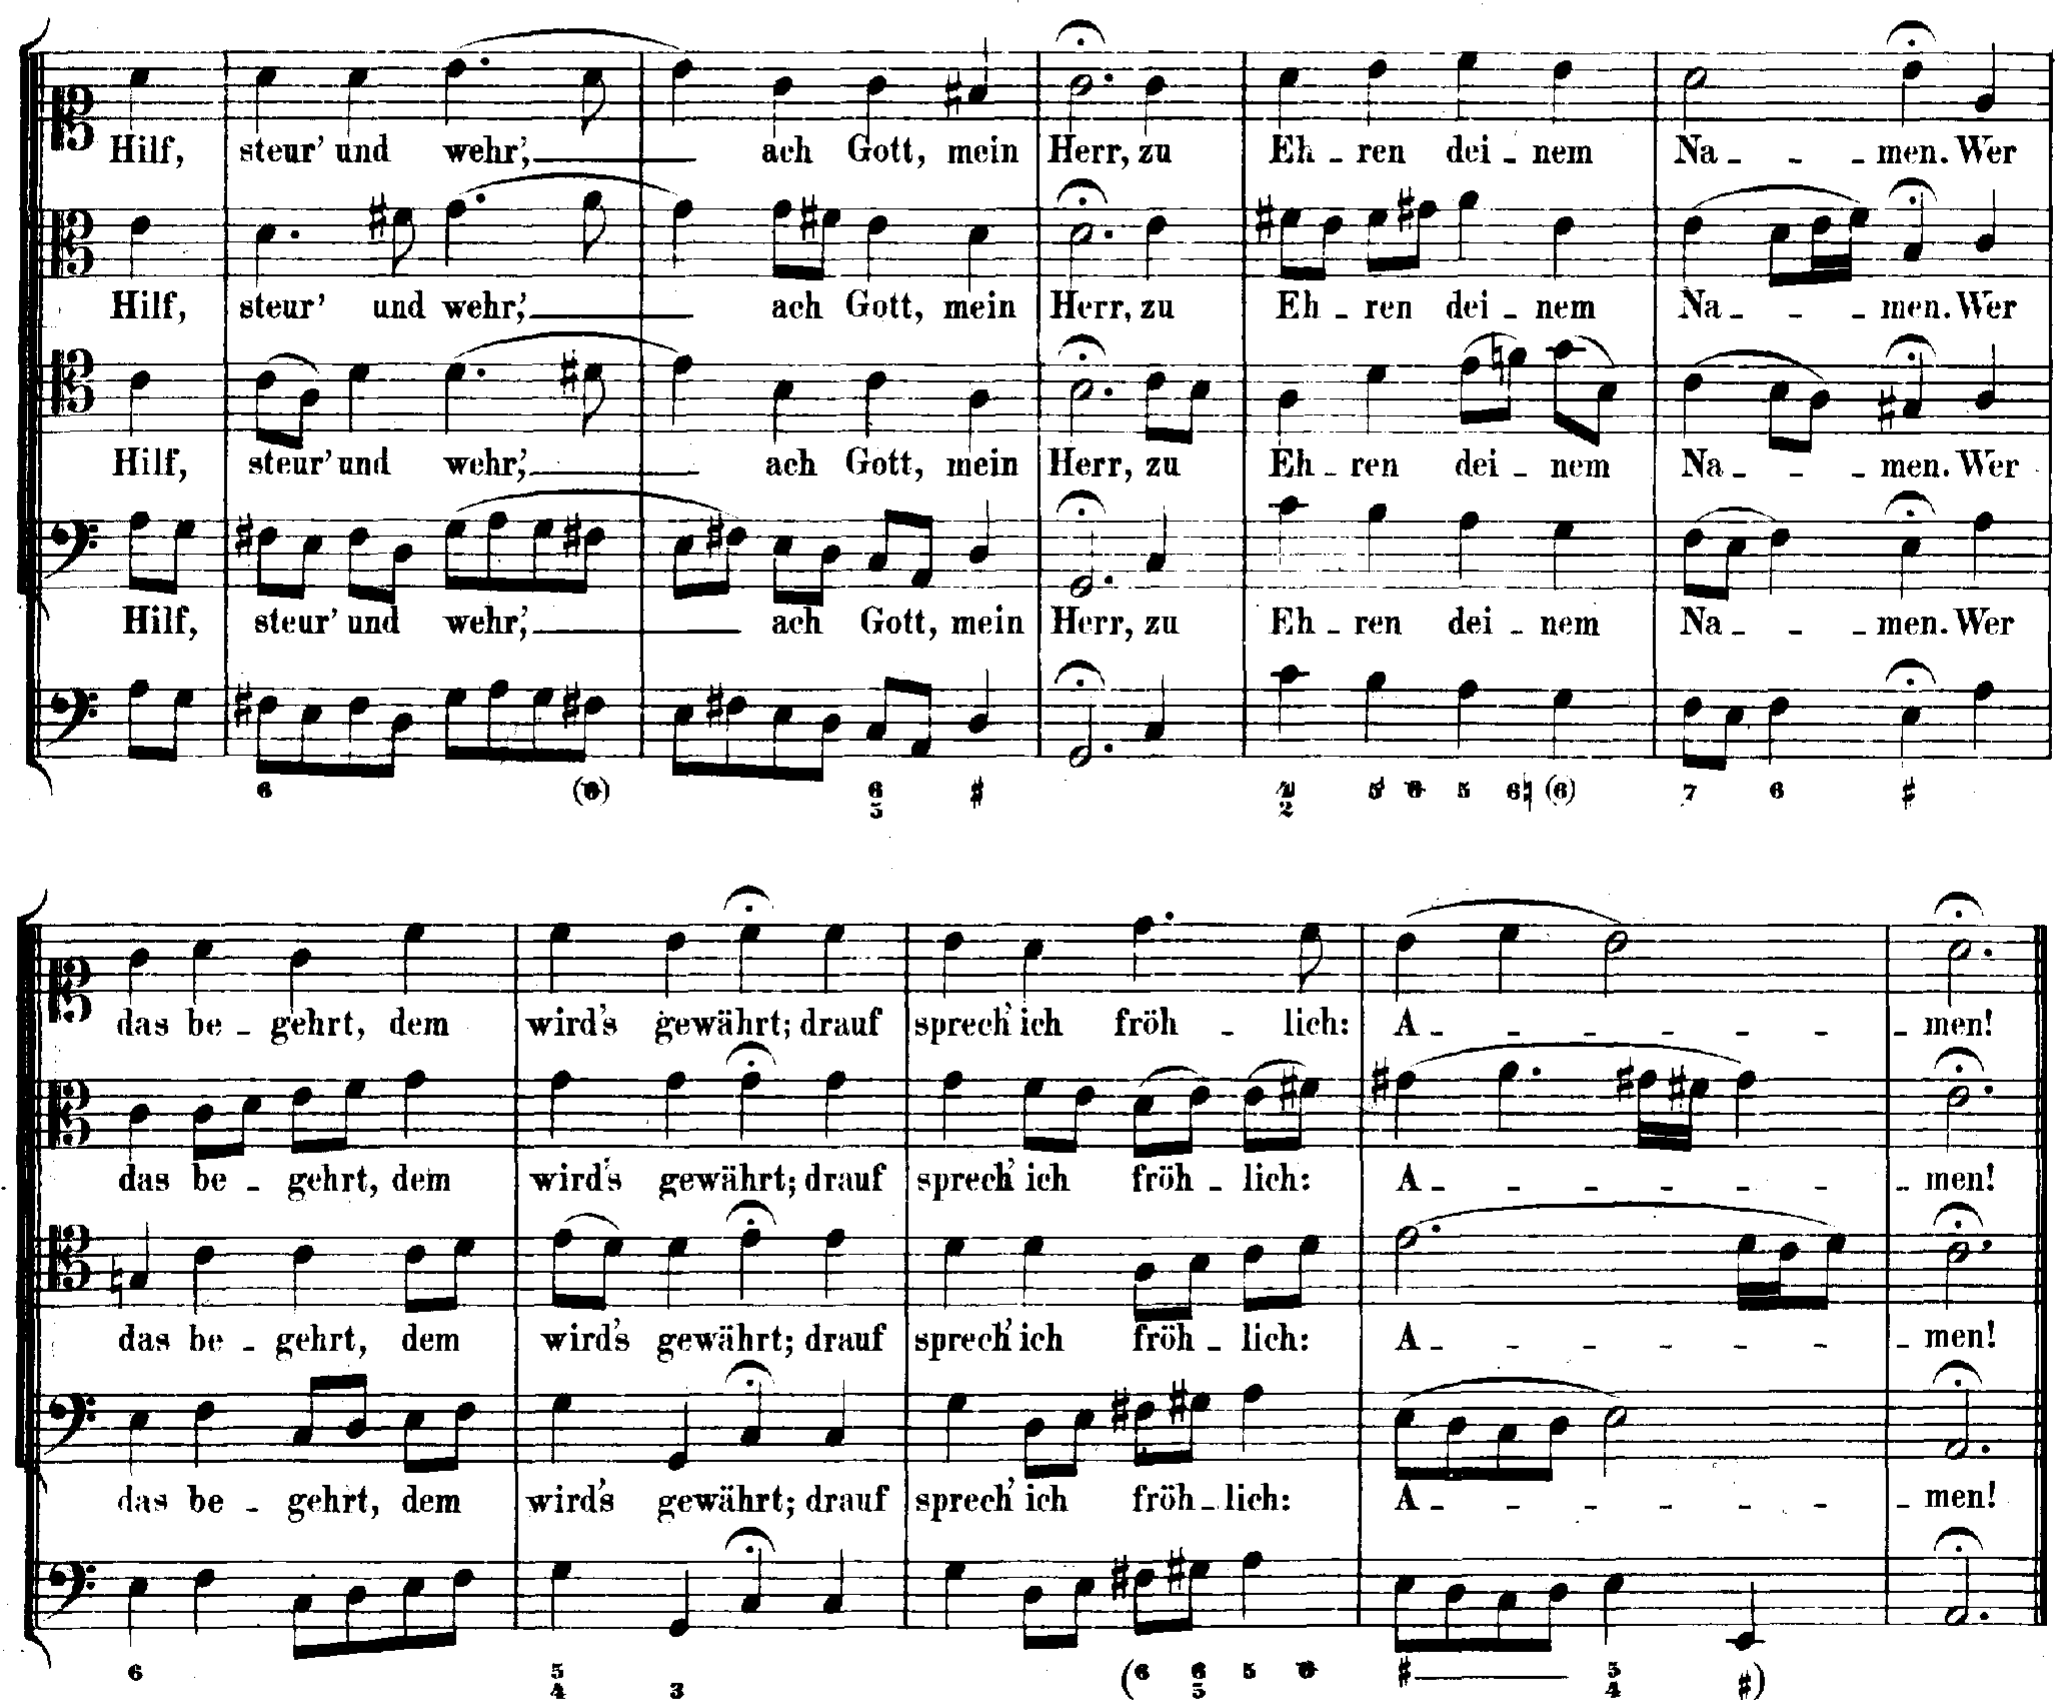 Hilf, steur' und wehr', ach Gott, mein Herr, zu Eh - ren dei - nem Na - - - men. Wer
Hilf, steur' und wehr', ach Gott, mein Herr, zu Eh - ren dei - nem Na - - - men. Wer
Hilf, steur' und wehr', ach Gott, mein Herr, zu Eh - ren dei - nem Na - - - men. Wer
Hilf, steur' und wehr', ach Gott, mein Herr, zu Eh - ren dei - nem Na - - - men. Wer
das be - gehrt, dem wird's gewährt; drauf sprech' ich fröh - lich: A - - - - - - - men!
das be - gehrt, dem wird's gewährt; drauf sprech' ich fröh - lich: A - - - - - - - men!
das be - gehrt, dem wird's gewährt; drauf sprech' ich fröh - lich: A - - - - - - - men!
das be - gehrt, dem wird's gewährt; drauf sprech' ich fröh - lich: A - - - - - - - men!